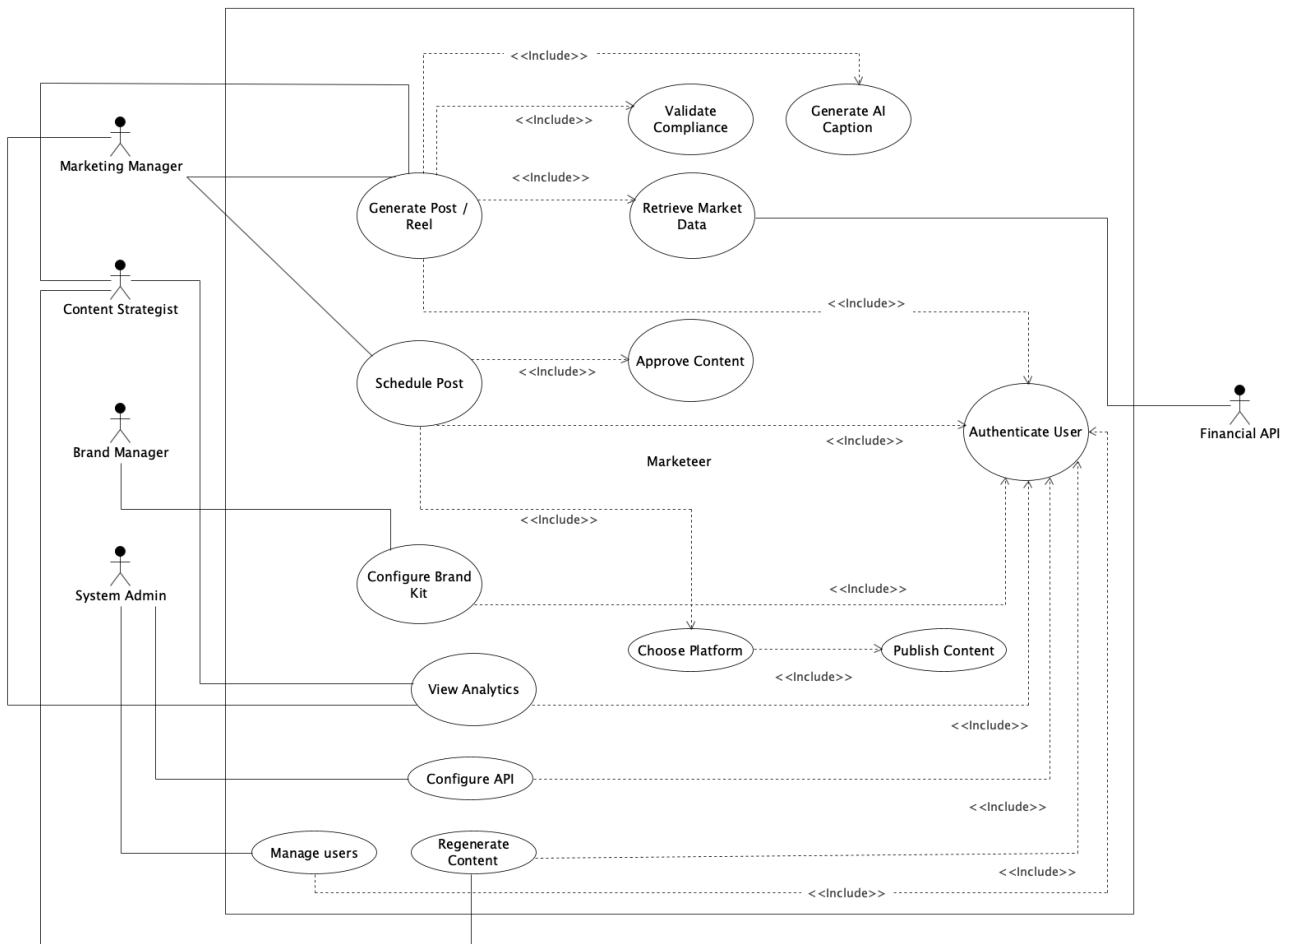 <<Include>>
Validate
Compliance
Generate AI
Caption
<<Include>>
Marketing Manager
<<Include>>
Generate Post /
Reel
Retrieve Market
Data
Content Strategist
<<Include>>
Approve Content
<<Include>>
Schedule Post
Brand Manager
<<Include>>
Authenticate User
Financial API
Marketeer
<<Include>>
System Admin
Configure Brand
Kit
<<Include>>
Choose Platform
Publish Content
<<Include>>
View Analytics
<<Include>>
Configure API
<<Include>>
Manage users
Regenerate
Content
<<Include>>
<<Include>>